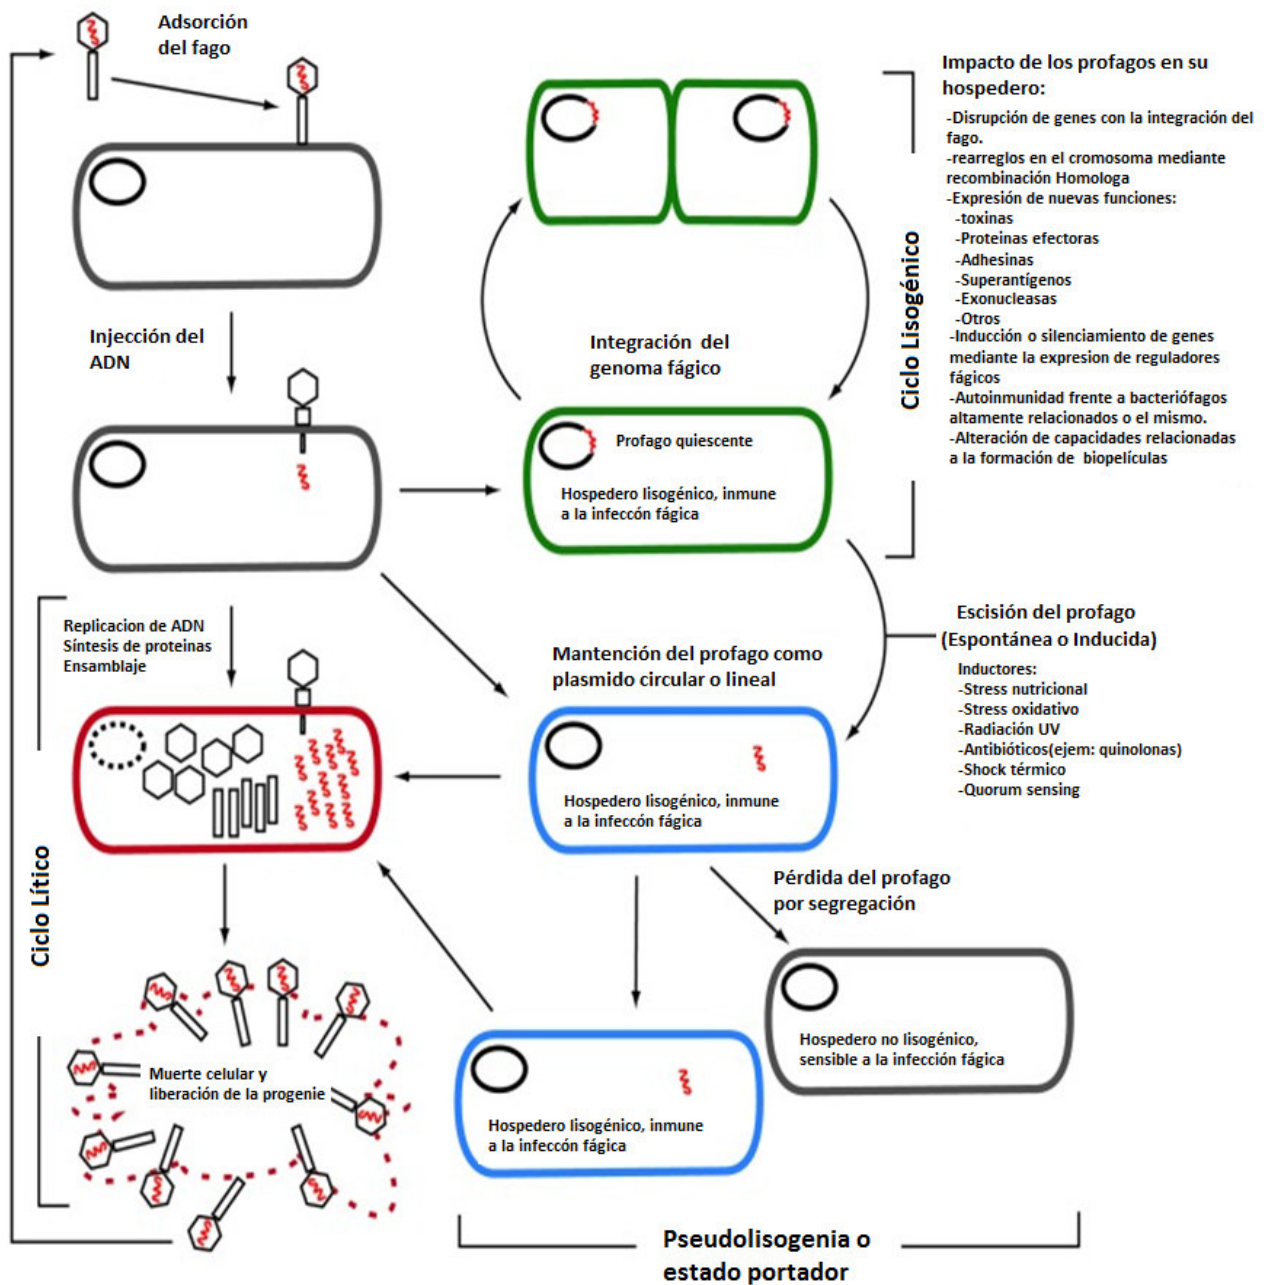 Adsorción
del fago
Injección del
ADN
Integración del
genoma fágico
Profago quiescente
Hospedero lisogénico, inmune
a la infeccón fágica
Ciclo Lisogénico
Impacto de los profagos en su
hospedero:
-Disrupción de genes con la integración del
fago.
-rearreglos en el cromosoma mediante
recombinación Homologa
-Expresión de nuevas funciones:
-toxinas
-Proteinas efectoras
-Adhesinas
-Superantígenos
-Exonucleasas
-Otros
-Inducción o silenciamiento de genes
mediante la expresion de reguladores
fágicos
-Autoinmunidad frente a bacteriófagos
altamente relacionados o el mismo.
-Alteración de capacidades relacionadas
a la formación de biopelículas
Escisión del profago
(Espontánea o Inducida)
Inductores:
-Stress nutricional
-Stress oxidativo
-Radiación UV
-Antibióticos(ejem: quinolonas)
-Shock térmico
-Quorum sensing
Replicacion de ADN
Síntesis de proteinas
Ensamblaje
Mantención del profago como
plasmido circular o lineal
Hospedero lisogénico, inmune
a la infeccón fágica
Ciclo Lítico
Pérdida del profago
por segregación
Hospedero no lisogénico,
sensible a la infección fágica
Muerte celular y
liberación de la progenie
Hospedero lisogénico, inmune
a la infeccón fágica
Pseudolisogenia o
estado portador